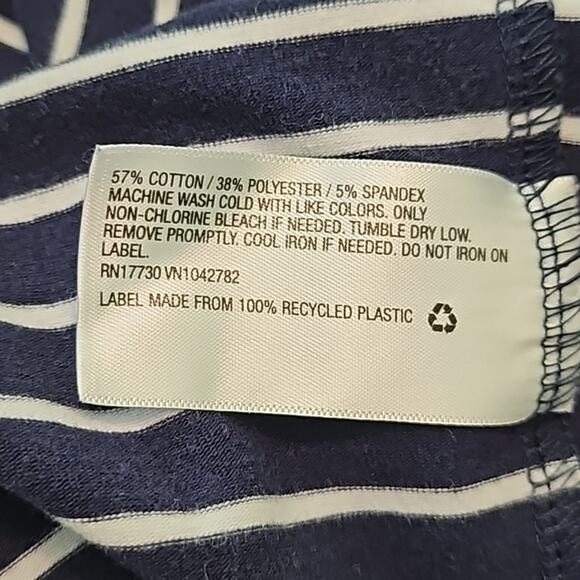 57% COTTON / 38% POLYESTER / 5% SPANDEX
MACHINE WASH COLD WITH LIKE COLORS. ONLY
NON-CHLORINE BLEACH IF NEEDED. TUMBLE DRY LOW.
REMOVE PROMPTLY. COOL IRON IF NEEDED. DO NOT IRON ON
LABEL.
RN17730 VN1042782
LABEL MADE FROM 100% RECYCLED PLASTIC